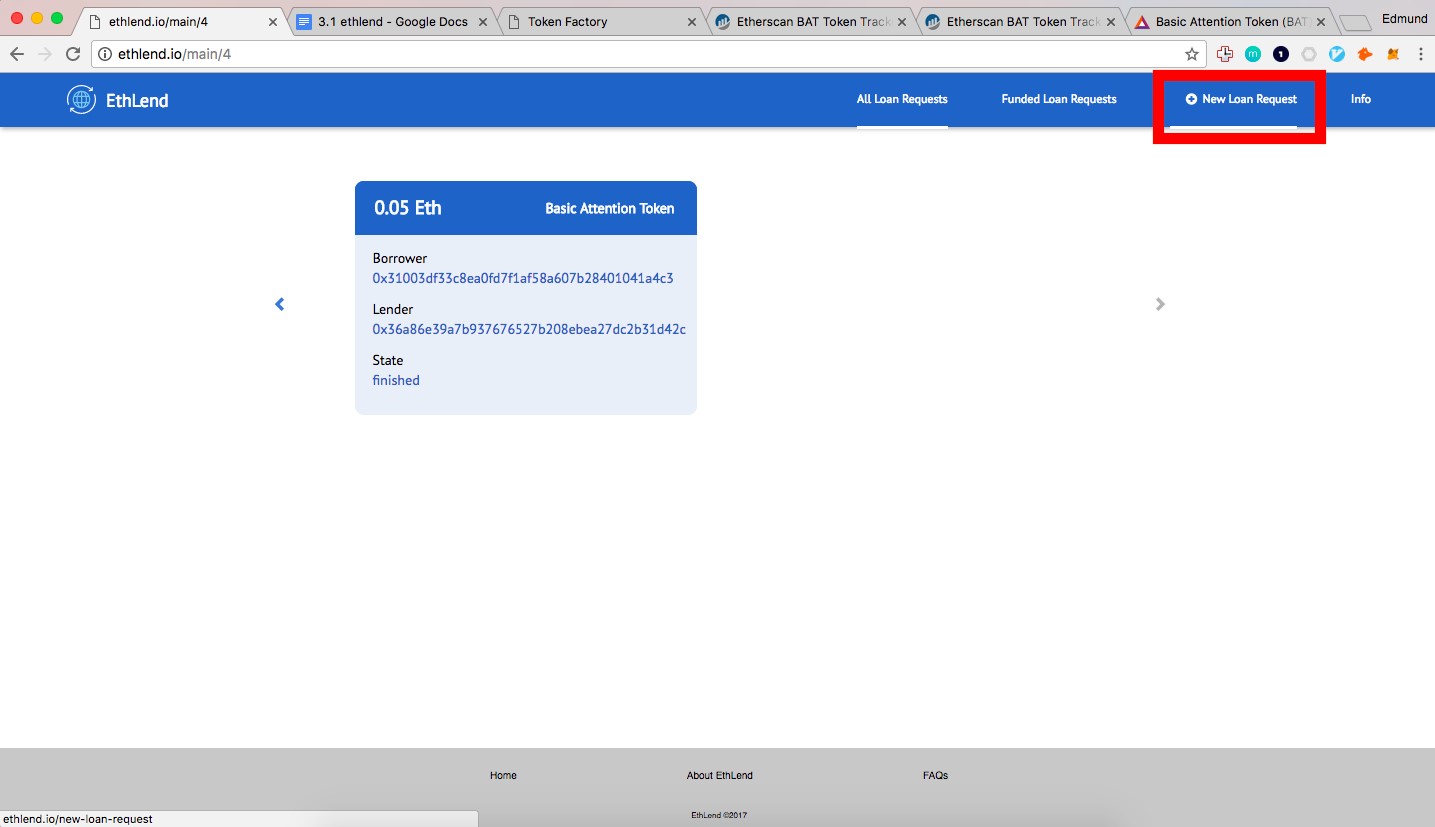 ethlend.io/main/4
3.1 ethlend - Google Docs
Token Factory
Etherscan BAT Token Track
Etherscan BAT Token Track
Basic Attention Token (BAT)
Edmund
ethlend.io/main/4
m
1
EthLend
All Loan Requests
Funded Loan Requests
New Loan Request
Info
0.05 Eth
Basic Attention Token
Borrower
0x31003df33c8ea0fd7f1af58a607b28401041a4c3
Lender
0x36a86e39a7b937676527b208ebea27dc2b31d42c
State
finished
Home
About EthLend
FAQs
EthLend ©2017
ethlend.io/new-loan-request